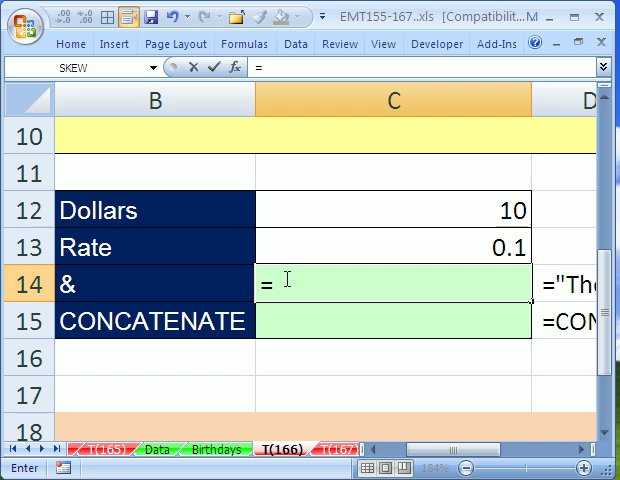 EMT155-167..xls [Compatibilit... M
Home Insert Page Layout Formulas Data Review View Developer Add-Ins
SKEW =
B C D
10
11
12 Dollars 10
13 Rate 0.1
14 & = ="The
15 CONCATENATE =CON
16
17
18
T(165) Data Birthdays T(166) T(167)
Enter 184%